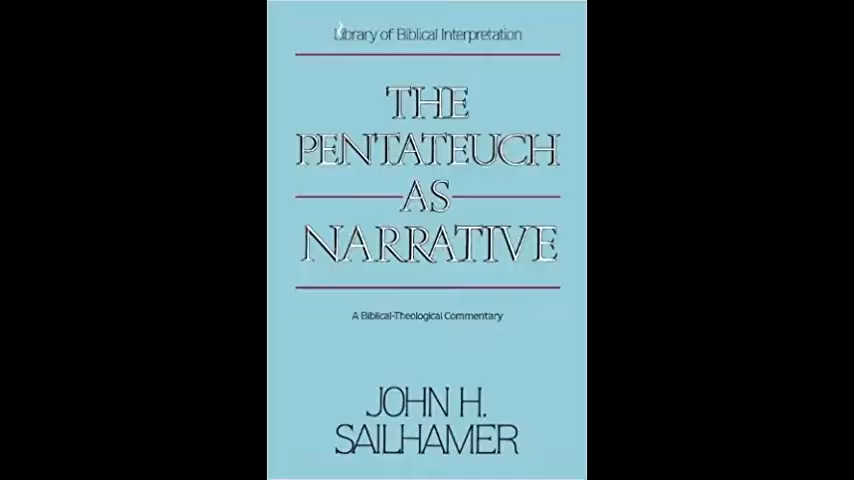 Library of Biblical Interpretation
THE
PENTATEUCH
AS
NARRATIVE
A Biblical-Theological Commentary
JOHN H.
SAILHAMER